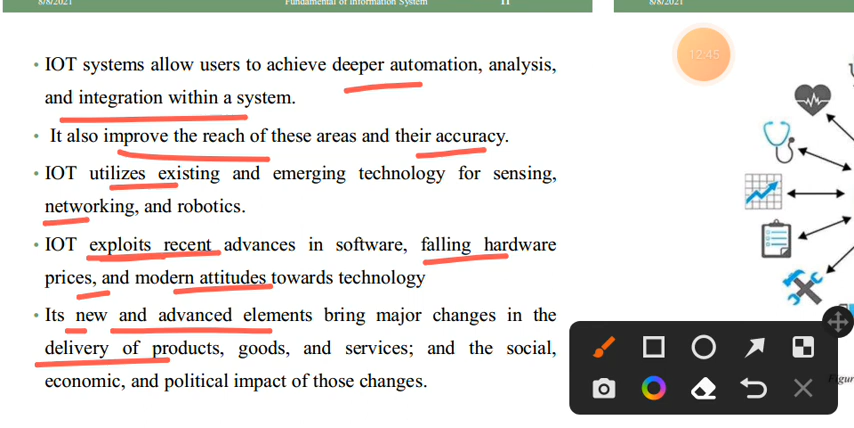 8/8/2021 Fundamental of Information System 11
8/8/2021
12:45
• IOT systems allow users to achieve deeper automation, analysis,
and integration within a system.
• It also improve the reach of these areas and their accuracy.
• IOT utilizes existing and emerging technology for sensing,
networking, and robotics.
• IOT exploits recent advances in software, falling hardware
prices, and modern attitudes towards technology
• Its new and advanced elements bring major changes in the
delivery of products, goods, and services; and the social,
economic, and political impact of those changes.